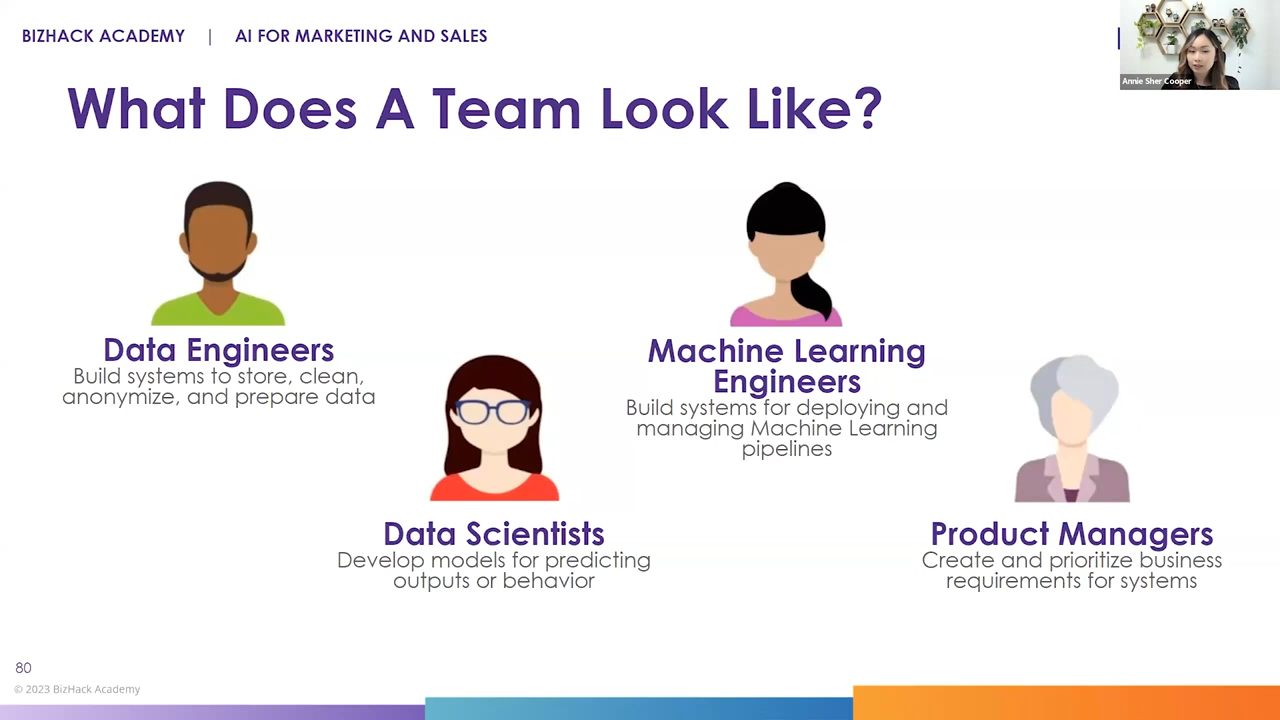 BIZHACK ACADEMY | AI FOR MARKETING AND SALES
Annie Sher Cooper
What Does A Team Look Like?
Data Engineers
Build systems to store, clean,
anonymize, and prepare data
Data Scientists
Develop models for predicting
outputs or behavior
Machine Learning
Engineers
Build systems for deploying and
managing Machine Learning
pipelines
Product Managers
Create and prioritize business
requirements for systems
80
© 2023 BizHack Academy